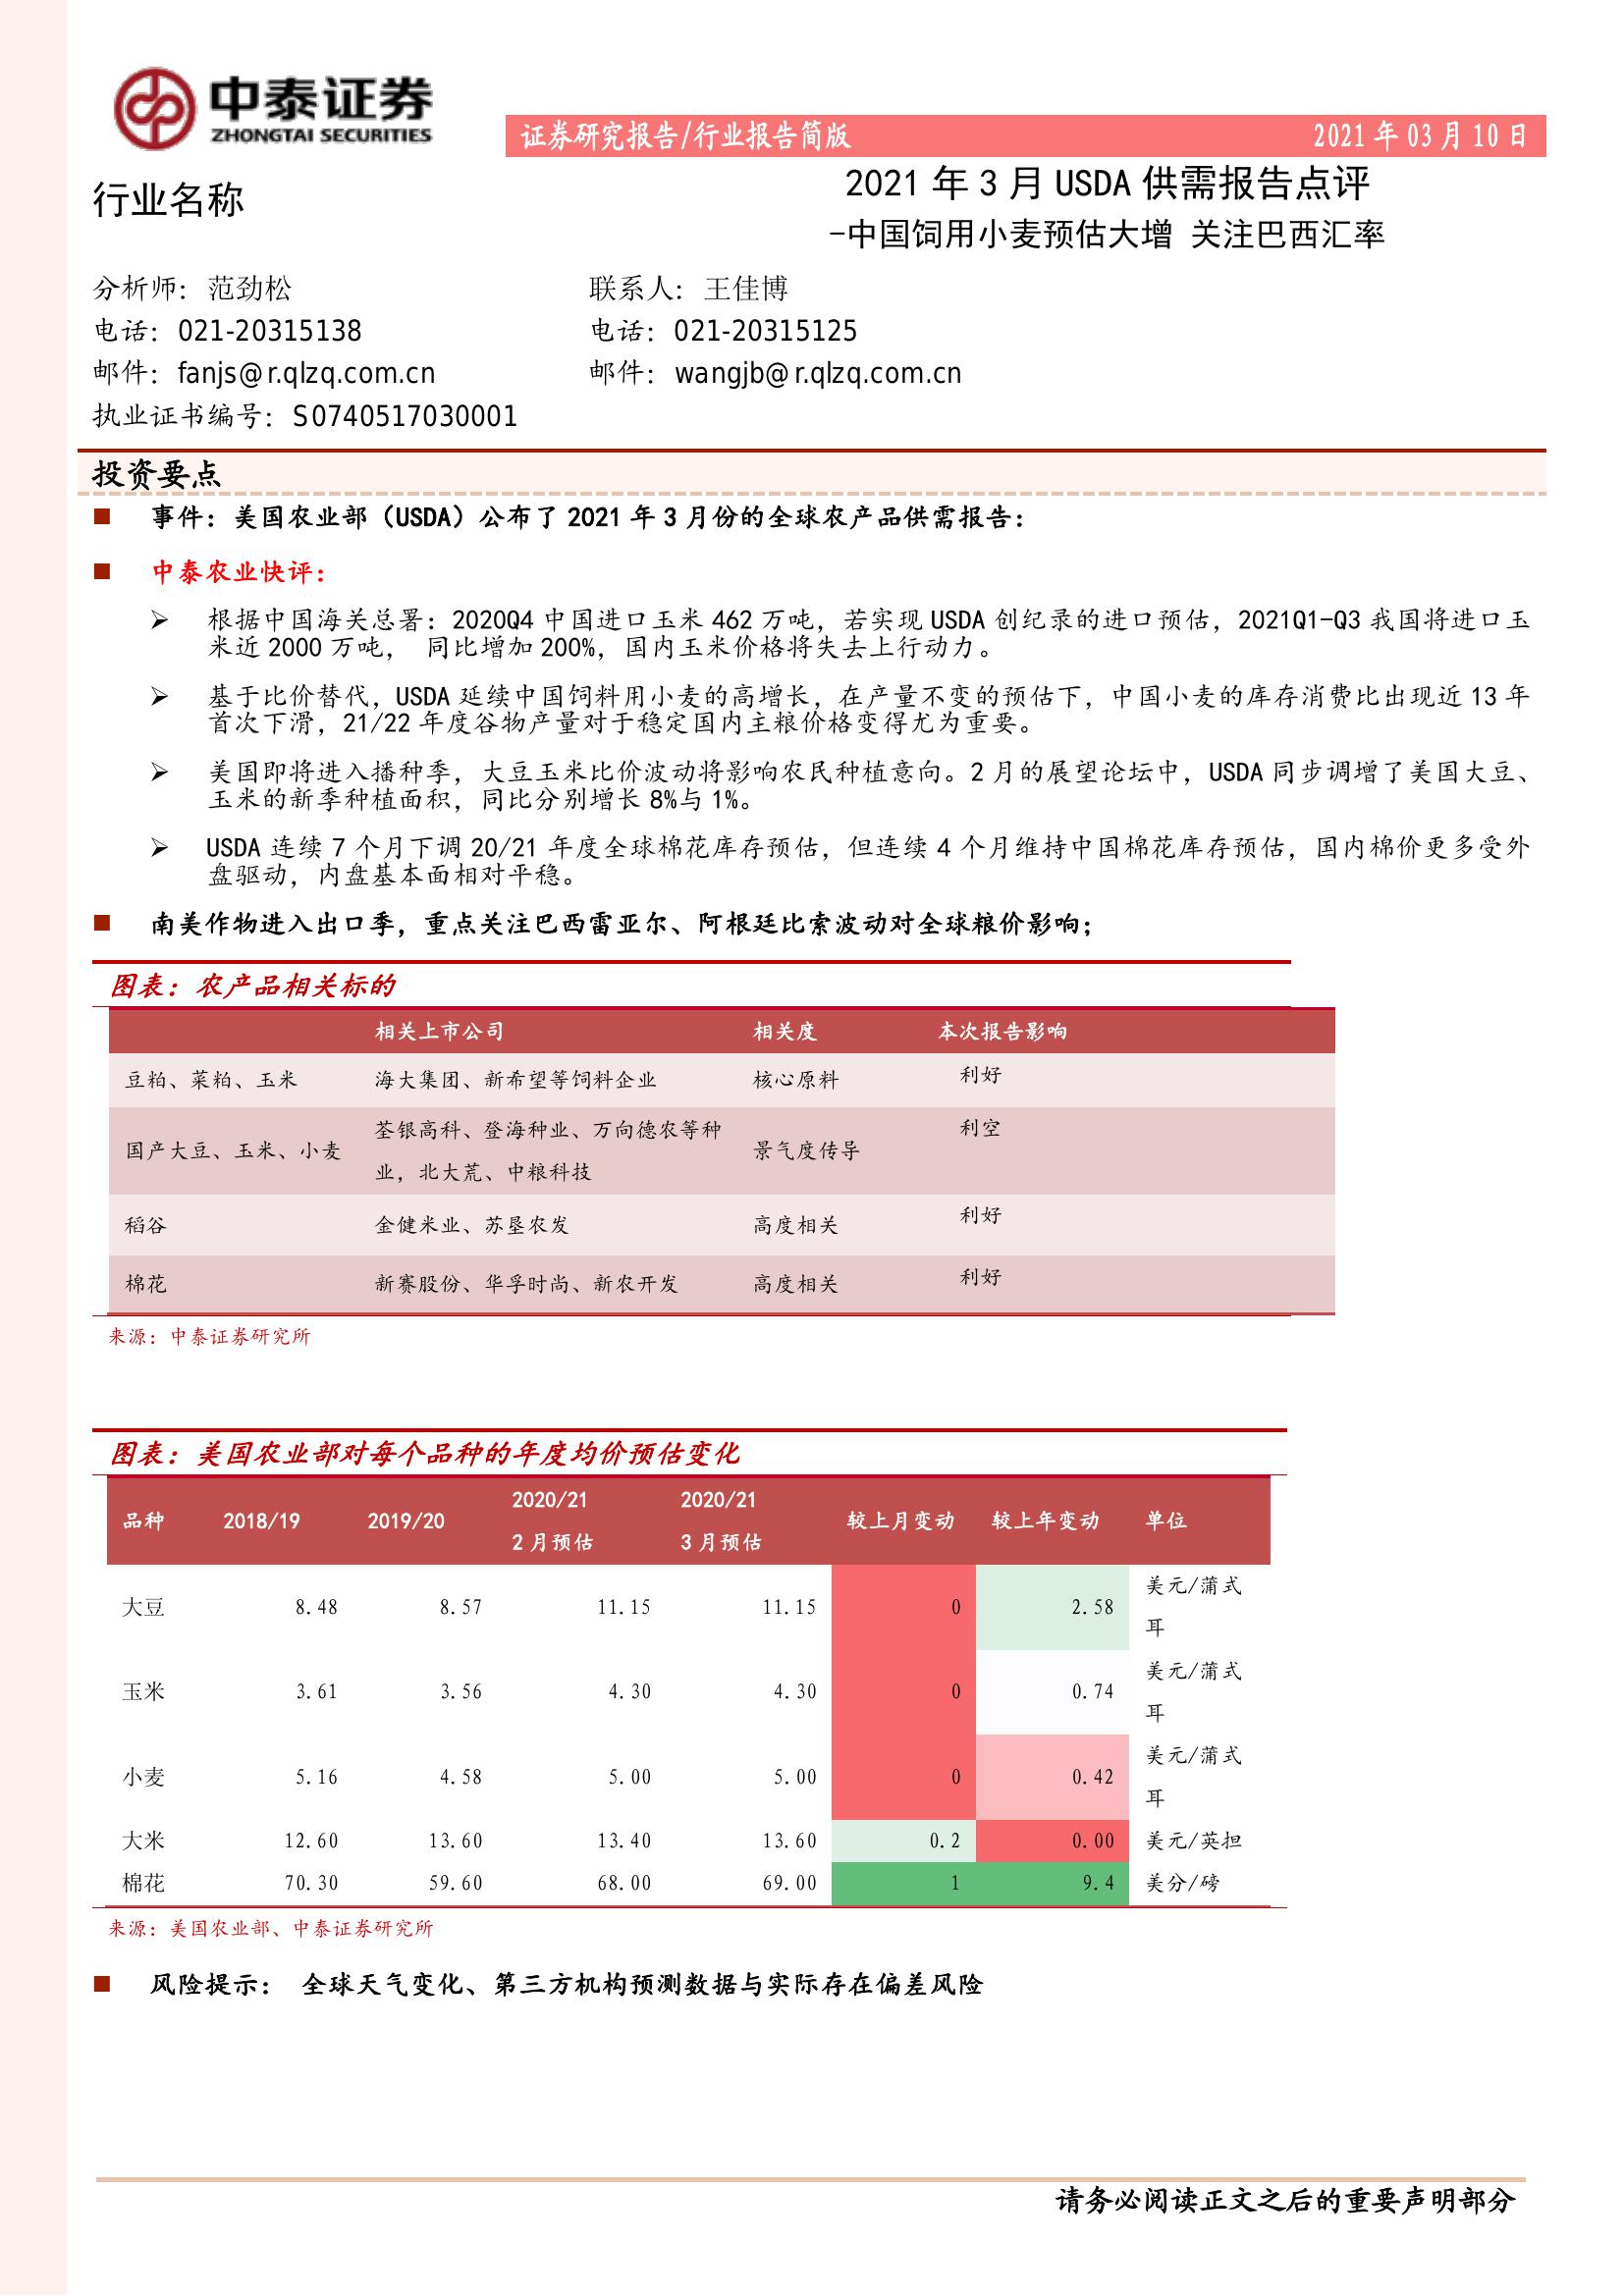 中泰证券
ZHONGTAI SECURITIES
证券研究报告/行业报告简版 2021 年 03 月 10 日
行业名称
2021 年 3 月 USDA 供需报告点评
-中国饲用小麦预估大增 关注巴西汇率
分析师：范劲松 联系人：王佳博
电话：021-20315138 电话：021-20315125
邮件：fanjs@r.qlzq.com.cn 邮件：wangjb@r.qlzq.com.cn
执业证书编号：S0740517030001
投资要点
■ 事件：美国农业部（USDA）公布了 2021 年 3 月份的全球农产品供需报告：
■ 中泰农业快评：
➢ 根据中国海关总署：2020Q4 中国进口玉米 462 万吨，若实现 USDA 创纪录的进口预估，2021Q1-Q3 我国将进口玉
米近 2000 万吨， 同比增加 200%，国内玉米价格将失去上行动力。
➢ 基于比价替代，USDA 延续中国饲料用小麦的高增长，在产量不变的预估下，中国小麦的库存消费比出现近 13 年
首次下滑，21/22 年度谷物产量对于稳定国内主粮价格变得尤为重要。
➢ 美国即将进入播种季，大豆玉米比价波动将影响农民种植意向。2 月的展望论坛中，USDA 同步调增了美国大豆、
玉米的新季种植面积，同比分别增长 8%与 1%。
➢ USDA 连续 7 个月下调 20/21 年度全球棉花库存预估，但连续 4 个月维持中国棉花库存预估，国内棉价更多受外
盘驱动，内盘基本面相对平稳。
■ 南美作物进入出口季，重点关注巴西雷亚尔、阿根廷比索波动对全球粮价影响；
图表：农产品相关标的
相关上市公司 相关度 本次报告影响
豆粕、菜粕、玉米 海大集团、新希望等饲料企业 核心原料 利好
国产大豆、玉米、小麦 荃银高科、登海种业、万向德农等种 景气度传导 利空
业，北大荒、中粮科技
稻谷 金健米业、苏垦农发 高度相关 利好
棉花 新赛股份、华孚时尚、新农开发 高度相关 利好
来源：中泰证券研究所
图表：美国农业部对每个品种的年度均价预估变化
品种 2018/19 2019/20 2020/21 2020/21 较上月变动 较上年变动 单位
2 月预估 3 月预估
大豆 8.48 8.57 11.15 11.15 0 2.58 美元/蒲式
耳
玉米 3.61 3.56 4.30 4.30 0 0.74 美元/蒲式
耳
小麦 5.16 4.58 5.00 5.00 0 0.42 美元/蒲式
耳
大米 12.60 13.60 13.40 13.60 0.2 0.00 美元/英担
棉花 70.30 59.60 68.00 69.00 1 9.4 美分/磅
来源：美国农业部、中泰证券研究所
■ 风险提示： 全球天气变化、第三方机构预测数据与实际存在偏差风险
请务必阅读正文之后的重要声明部分